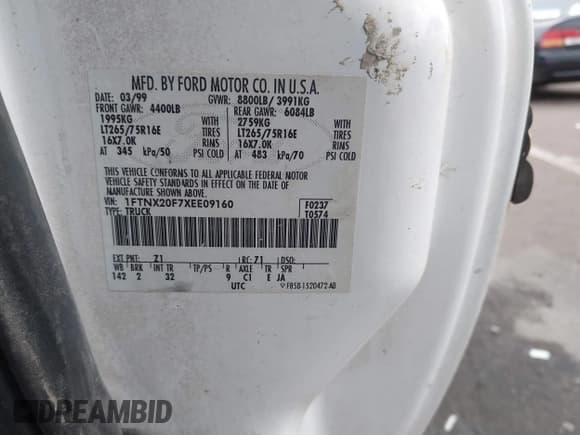 MFD. BY FORD MOTOR CO. IN U.S.A.
DATE: 03/99 GVWR: 8800LB/ 3991KG
FRONT GAWR: 4400LB REAR GAWR: 6084LB
1995KG WITH 2759KG WITH
LT265/75R16E TIRES LT265/75R16E TIRES
16X7.0K RIMS 16X7.0K RIMS
AT 345 kPa/50 PSI COLD AT 483 kPa/70 PSI COLD
THIS VEHICLE CONFORMS TO ALL APPLICABLE FEDERAL MOTOR
VEHICLE SAFETY STANDARDS IN EFFECT ON THE DATE OF
MANUFACTURE SHOWN ABOVE.
VIN: 1FTNX20F7XEE09160 F0237
TYPE: TRUCK T0574
EXT PNT: Z1 RC: 71 DSO:
WB BRK INT TR TP/PS R AXLE TR SPR
142 2 32 9 C1 E JA
UTC F85B-1520472-AB
DREAMBID